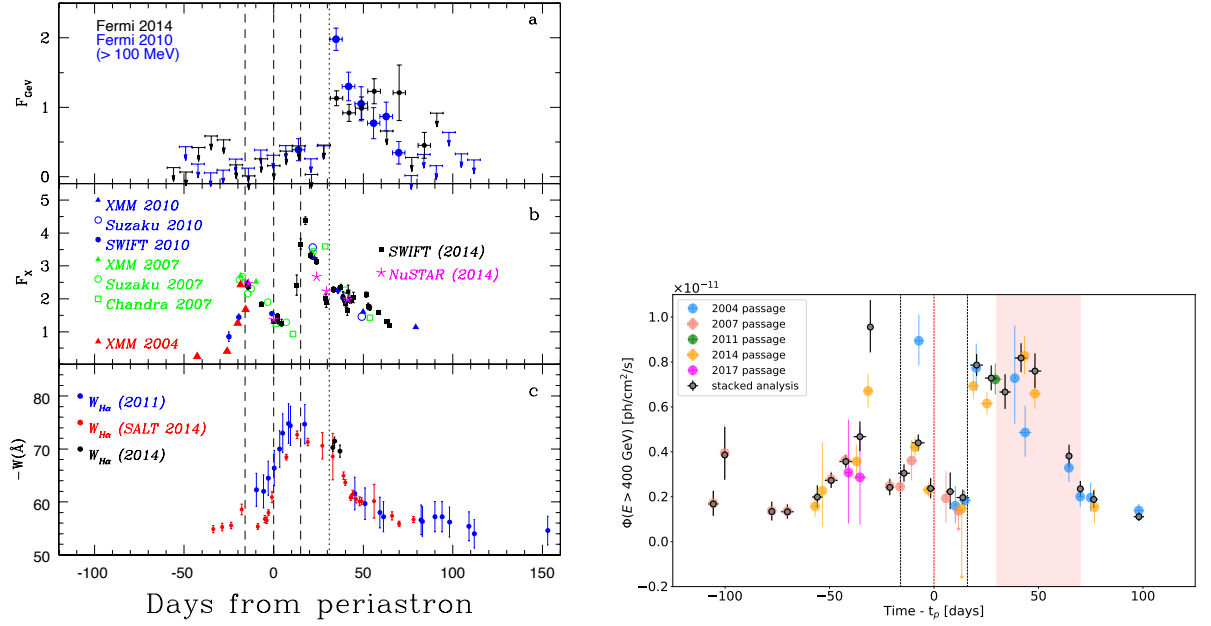 a
Fermi 2014
Fermi 2010
(> 100 MeV)
F_GeV
2
1
0
b
XMM 2010
Suzaku 2010
SWIFT 2010
XMM 2007
Suzaku 2007
Chandra 2007
XMM 2004
SWIFT (2014)
NuSTAR (2014)
F_X
5
4
3
2
1
c
W_Hα (2011)
W_Hα (SALT 2014)
W_Hα (2014)
−W(Å)
80
70
60
50
-100 -50 0 50 100 150
Days from periastron
×10⁻¹¹
2004 passage
2007 passage
2011 passage
2014 passage
2017 passage
stacked analysis
Φ(E > 400 GeV) [ph/cm²/s]
1.0
0.8
0.6
0.4
0.2
0.0
−0.2
−100 −50 0 50 100
Time - t_p [days]